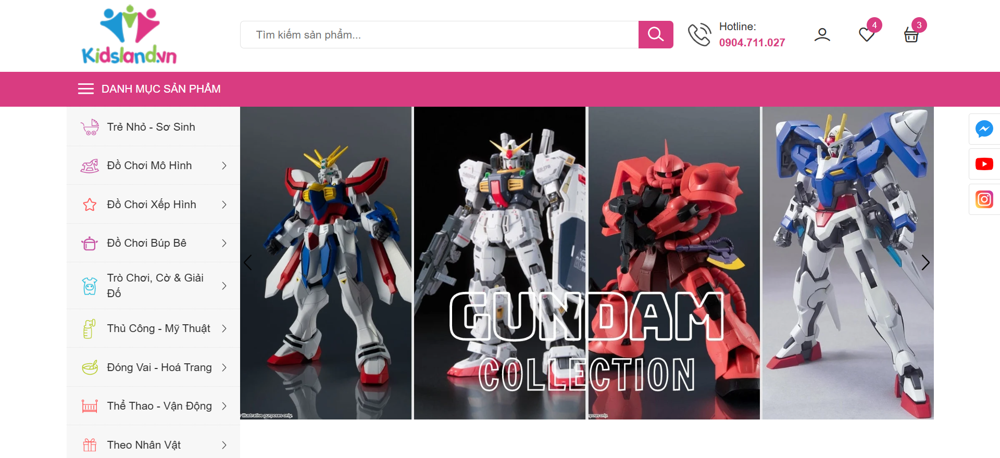 Kidsland.vn
Tìm kiếm sản phẩm...
Hotline:
0904.711.027
4
3
DANH MỤC SẢN PHẨM
Trẻ Nhỏ - Sơ Sinh
Đồ Chơi Mô Hình
Đồ Chơi Xếp Hình
Đồ Chơi Búp Bê
Trò Chơi, Cờ & Giải
Đố
Thủ Công - Mỹ Thuật
Đóng Vai - Hoá Trang
Thể Thao - Vận Động
Theo Nhân Vật
GUNDAM
COLLECTION
illustrative purposes only.
poses only.